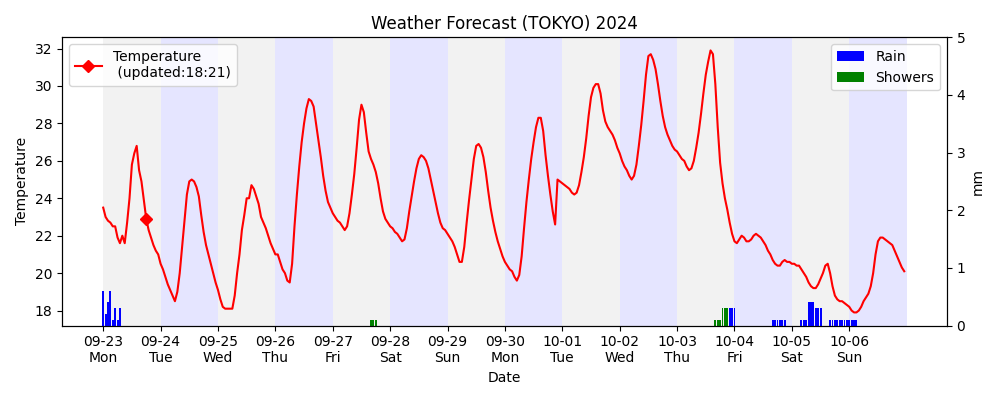 Weather Forecast (TOKYO) 2024
Temperature
(updated:18:21)
Rain
Showers
Temperature
32
30
28
26
24
22
20
18
5
4
3
2
1
0
mm
09-23 09-24 09-25 09-26 09-27 09-28 09-29 09-30 10-01 10-02 10-03 10-04 10-05 10-06
Mon Tue Wed Thu Fri Sat Sun Mon Tue Wed Thu Fri Sat Sun
Date